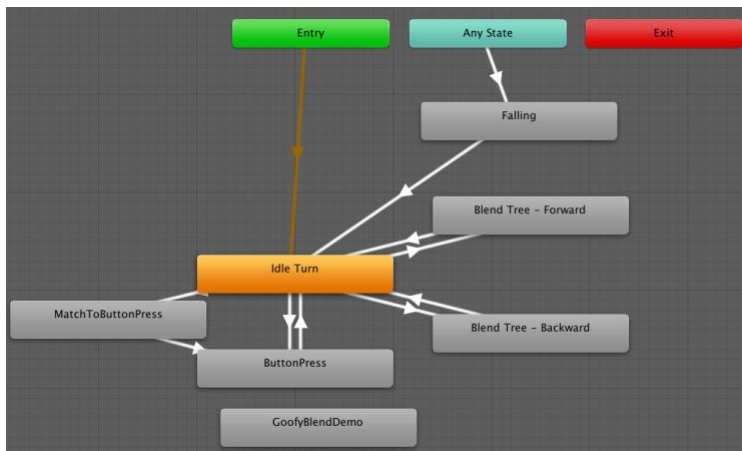 Entry
Any State
Exit
Falling
Blend Tree - Forward
Idle Turn
MatchToButtonPress
Blend Tree - Backward
ButtonPress
GoofyBlendDemo